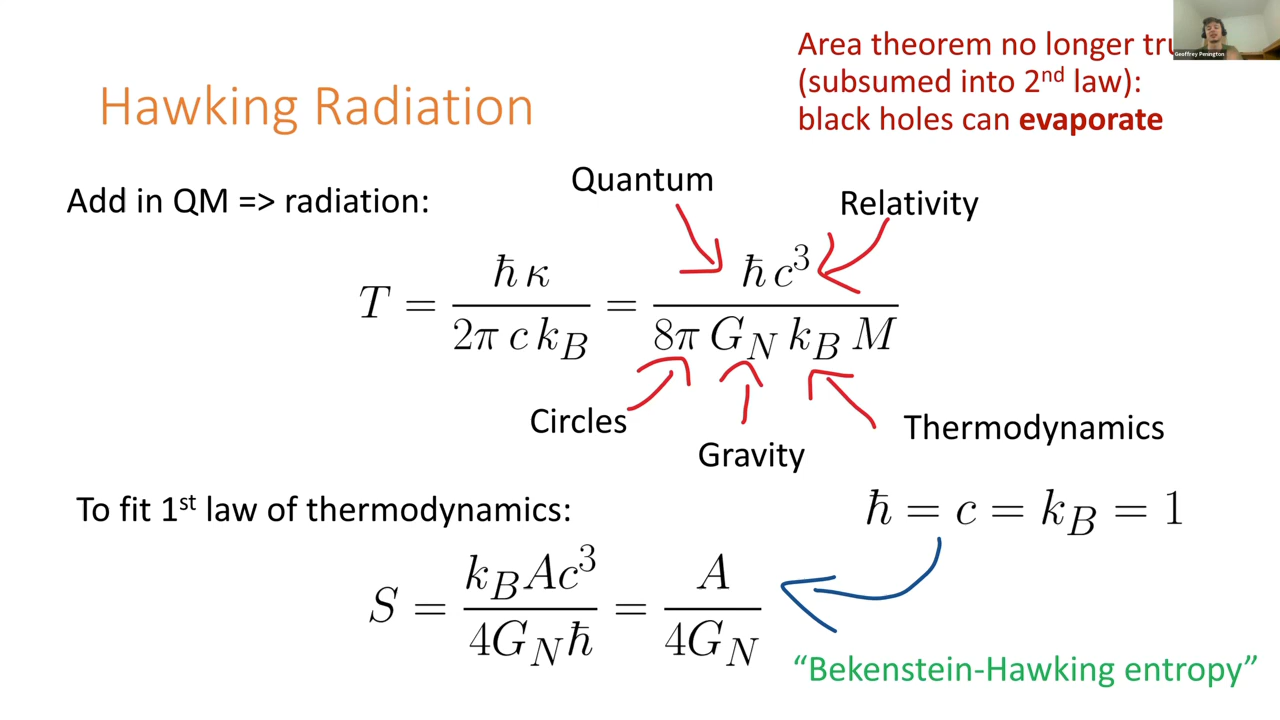 Area theorem no longer
(subsumed into 2nd law):
black holes can evaporate
Geoffrey Penington
Hawking Radiation
Add in QM => radiation:
Quantum
Relativity
T = ħ κ / 2π c k_B = ħ c³ / 8π G_N k_B M
Circles
Gravity
Thermodynamics
To fit 1st law of thermodynamics:
ħ = c = k_B = 1
S = k_B A c³ / 4G_N ħ = A / 4G_N
“Bekenstein-Hawking entropy”